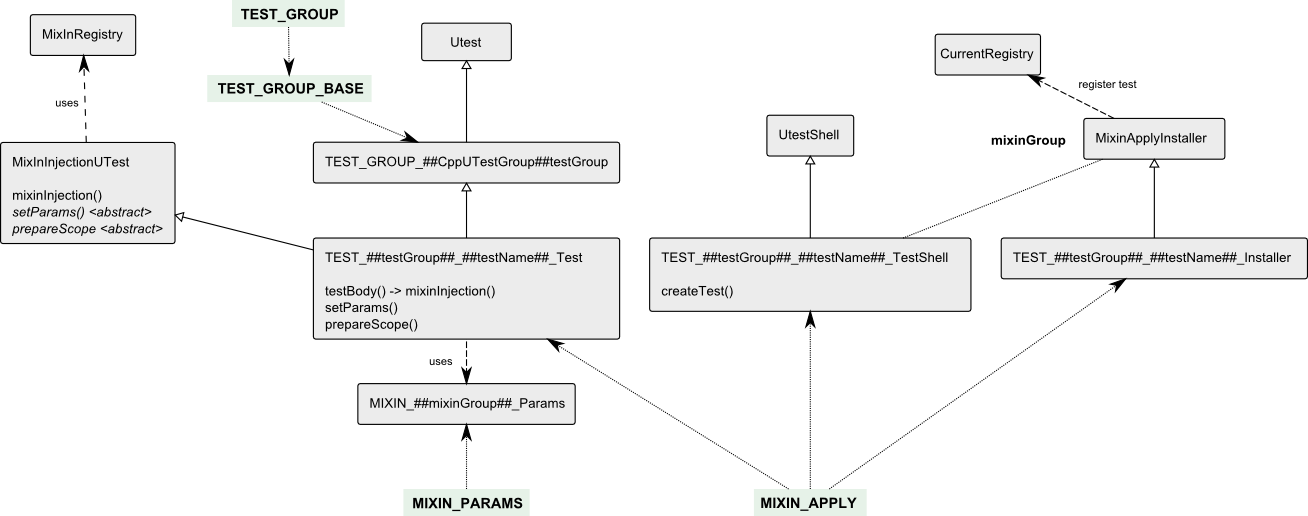 TEST_GROUP
MixInRegistry
Utest
CurrentRegistry
TEST_GROUP_BASE
register test
uses
UtestShell
mixinGroup
MixinApplyInstaller
MixInInjectionUTest
mixinInjection()
setParams() <abstract>
prepareScope <abstract>
TEST_GROUP_##CppUTestGroup##testGroup
TEST_##testGroup##_##testName##_Test
testBody() -> mixinInjection()
setParams()
prepareScope()
TEST_##testGroup##_##testName##_TestShell
createTest()
TEST_##testGroup##_##testName##_Installer
uses
MIXIN_##mixinGroup##_Params
MIXIN_PARAMS
MIXIN_APPLY